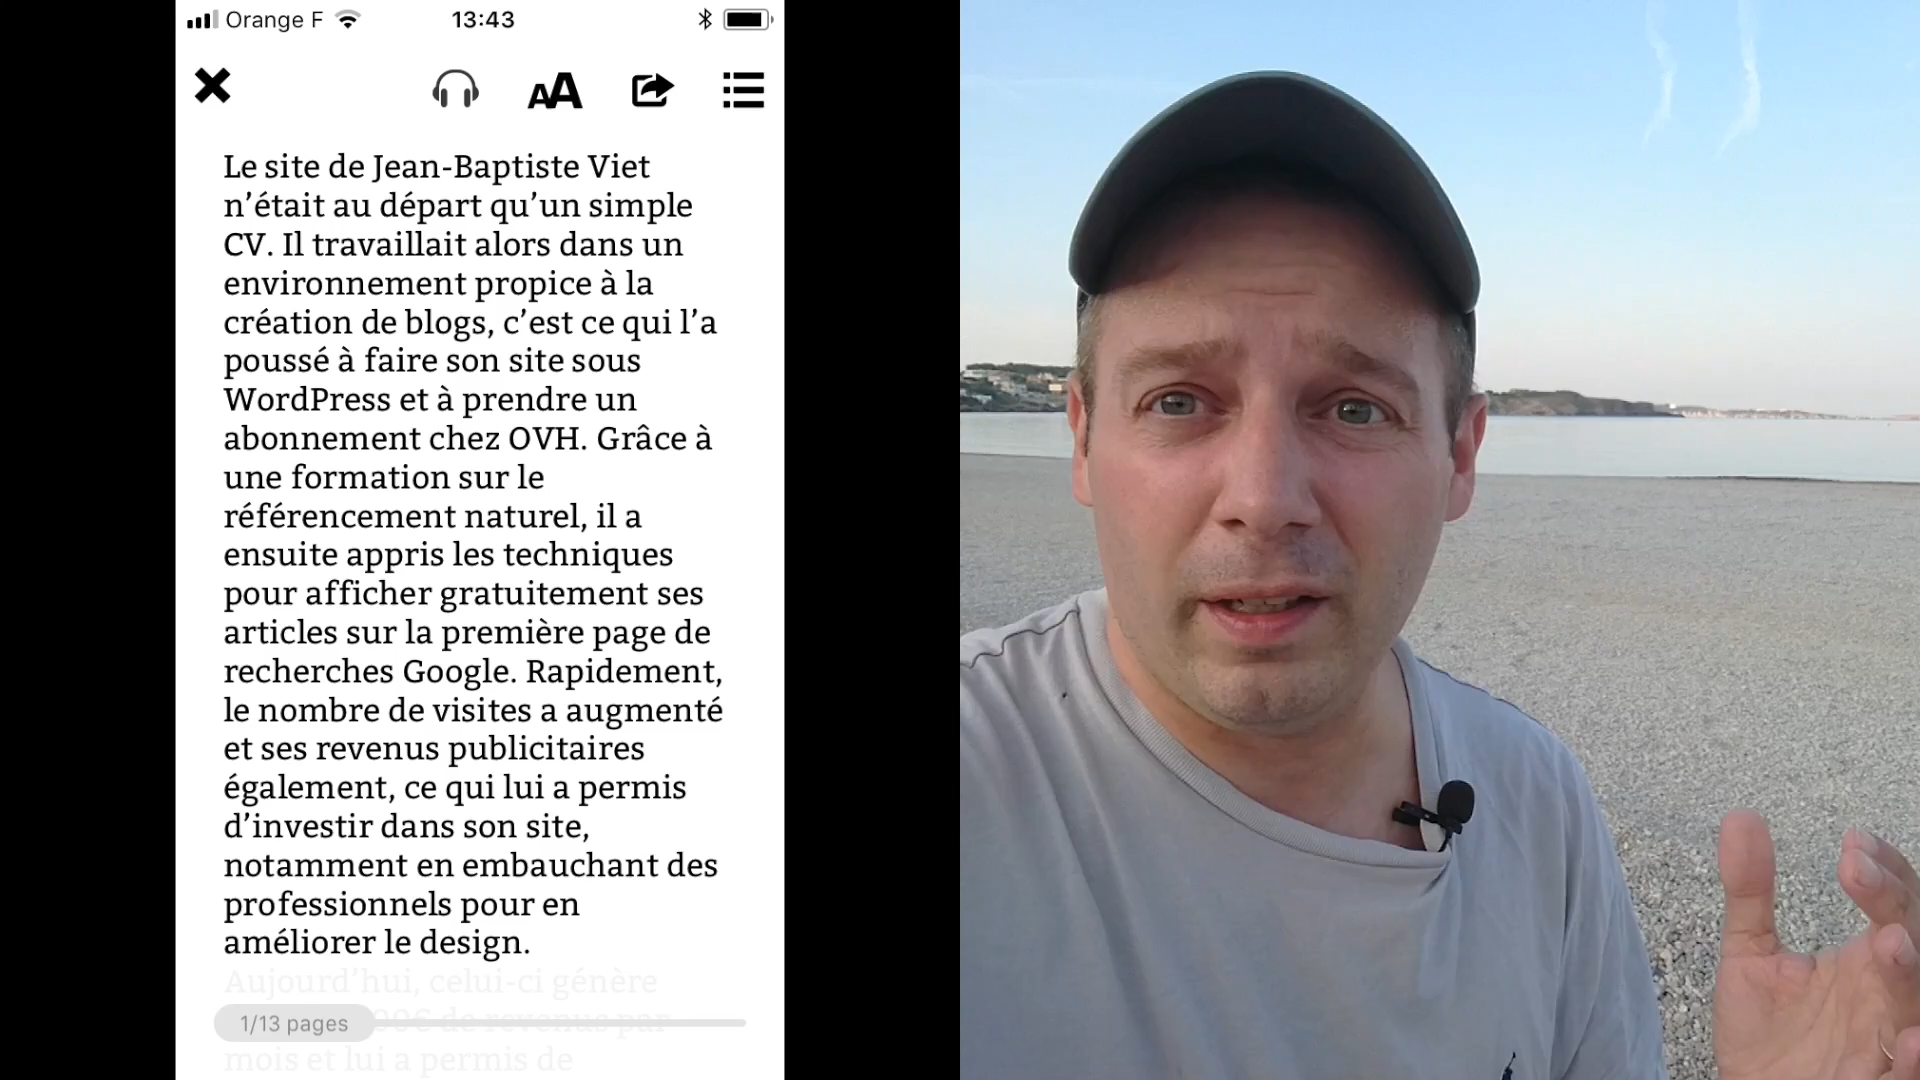 Orange F
13:43
AA
Le site de Jean-Baptiste Viet
n’était au départ qu’un simple
CV. Il travaillait alors dans un
environnement propice à la
création de blogs, c’est ce qui l’a
poussé à faire son site sous
WordPress et à prendre un
abonnement chez OVH. Grâce à
une formation sur le
référencement naturel, il a
ensuite appris les techniques
pour afficher gratuitement ses
articles sur la première page de
recherches Google. Rapidement,
le nombre de visites a augmenté
et ses revenus publicitaires
également, ce qui lui a permis
d’investir dans son site,
notamment en embauchant des
professionnels pour en
améliorer le design.
Aujourd’hui, celui-ci génère
1/13 pages
de revenus par
mois et lui a permis de